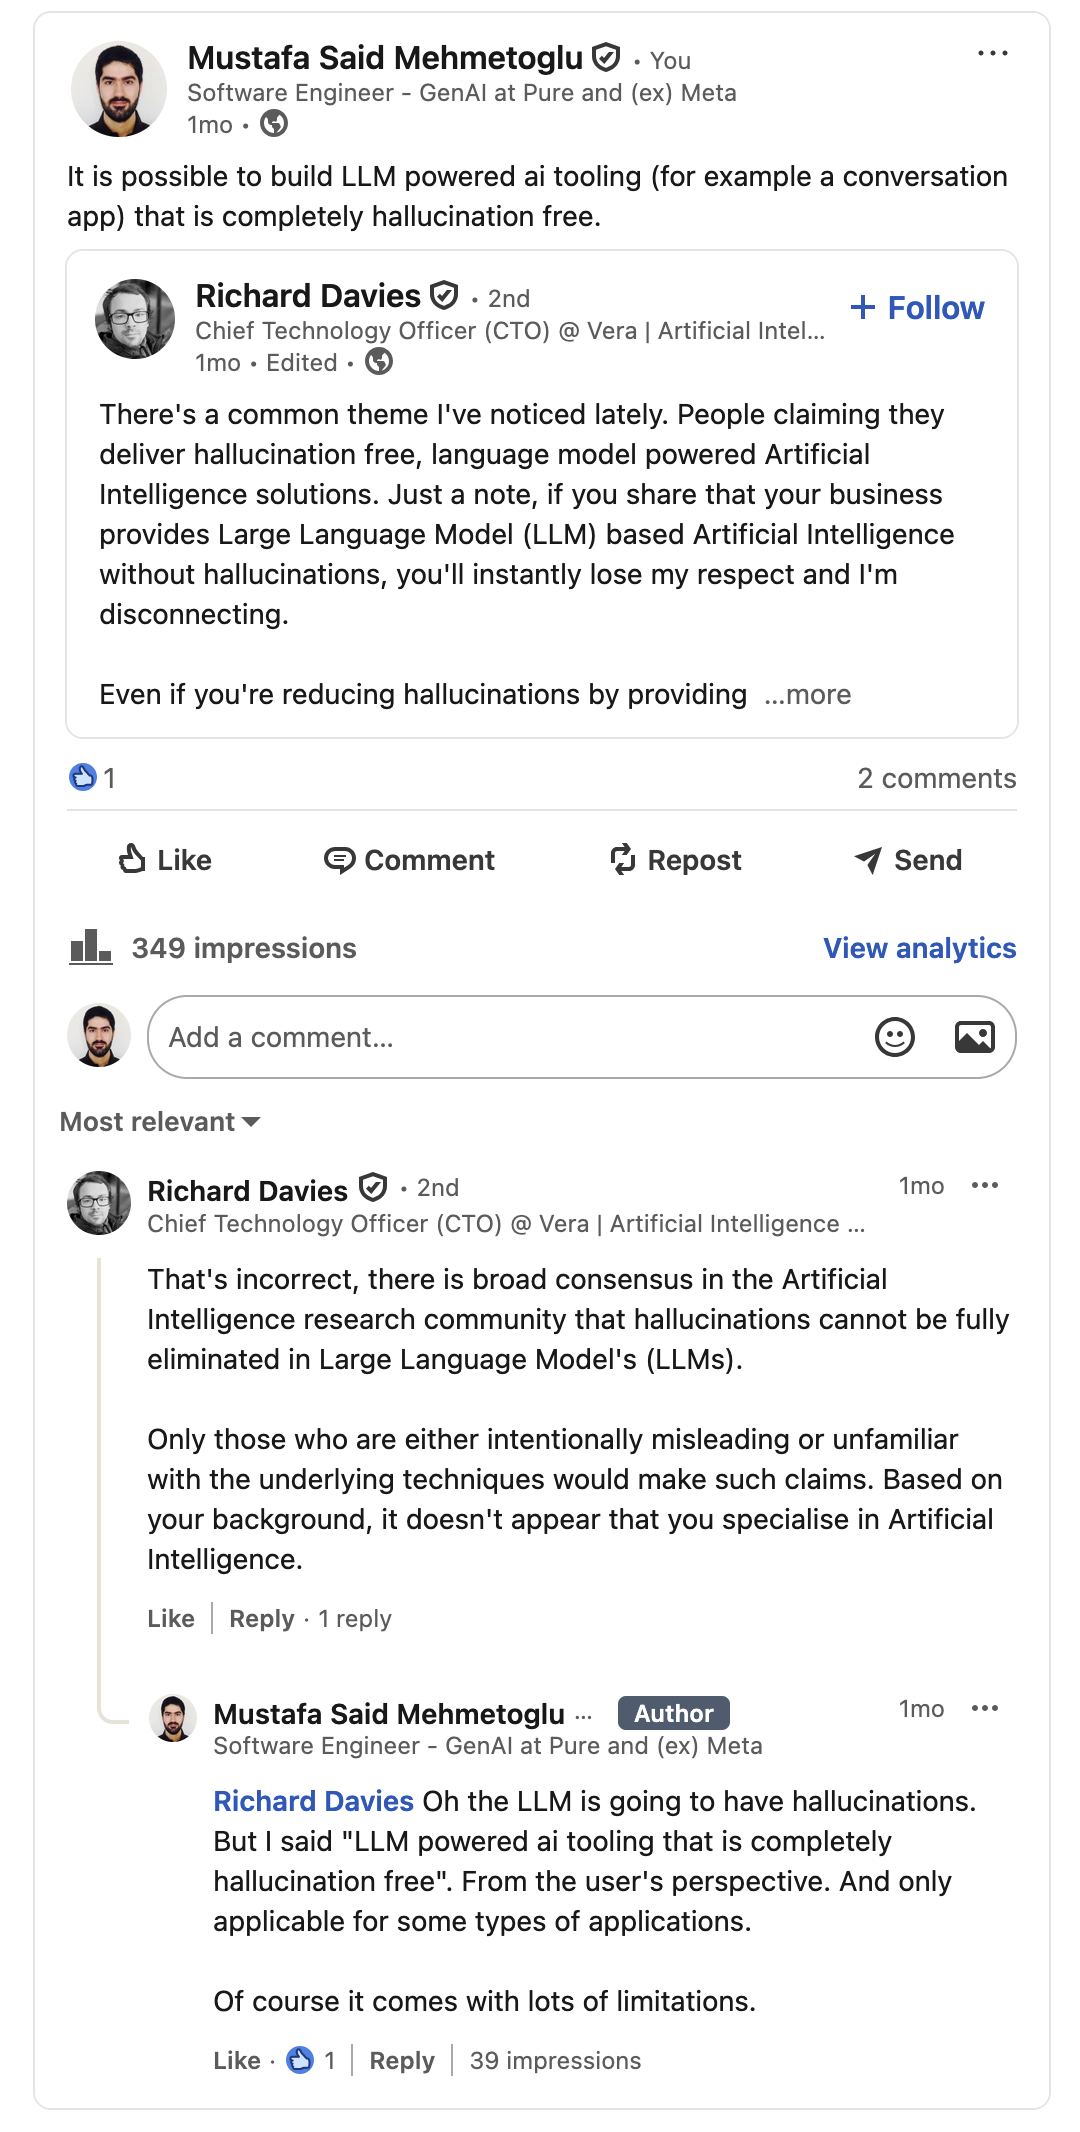 Mustafa Said Mehmetoglu • You
Software Engineer - GenAI at Pure and (ex) Meta
1mo •
It is possible to build LLM powered ai tooling (for example a conversation
app) that is completely hallucination free.
Richard Davies • 2nd
+ Follow
Chief Technology Officer (CTO) @ Vera | Artificial Intel...
1mo • Edited •
There's a common theme I've noticed lately. People claiming they
deliver hallucination free, language model powered Artificial
Intelligence solutions. Just a note, if you share that your business
provides Large Language Model (LLM) based Artificial Intelligence
without hallucinations, you'll instantly lose my respect and I'm
disconnecting.
Even if you're reducing hallucinations by providing ...more
1 2 comments
Like Comment Repost Send
349 impressions View analytics
Add a comment...
Most relevant
Richard Davies • 2nd 1mo
Chief Technology Officer (CTO) @ Vera | Artificial Intelligence ...
That's incorrect, there is broad consensus in the Artificial
Intelligence research community that hallucinations cannot be fully
eliminated in Large Language Model's (LLMs).
Only those who are either intentionally misleading or unfamiliar
with the underlying techniques would make such claims. Based on
your background, it doesn't appear that you specialise in Artificial
Intelligence.
Like | Reply · 1 reply
Mustafa Said Mehmetoglu ... Author 1mo
Software Engineer - GenAI at Pure and (ex) Meta
Richard Davies Oh the LLM is going to have hallucinations.
But I said "LLM powered ai tooling that is completely
hallucination free". From the user's perspective. And only
applicable for some types of applications.
Of course it comes with lots of limitations.
Like · 1 | Reply | 39 impressions